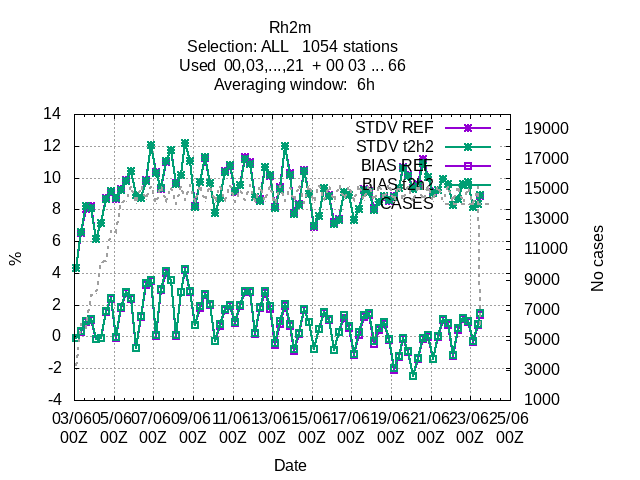 Rh2m
Selection: ALL 1054 stations
Used 00,03,...,21 + 00 03 ... 66
Averaging window: 6h
STDV REF
STDV t2h2
BIAS REF
BIAS t2h2
CASES
14
12
10
8
6
4
2
0
-2
-4
%
19000
17000
15000
13000
11000
9000
7000
5000
3000
1000
No cases
03/06 05/06 07/06 09/06 11/06 13/06 15/06 17/06 19/06 21/06 23/06 25/06
00Z 00Z 00Z 00Z 00Z 00Z 00Z 00Z 00Z 00Z 00Z 00Z
Date